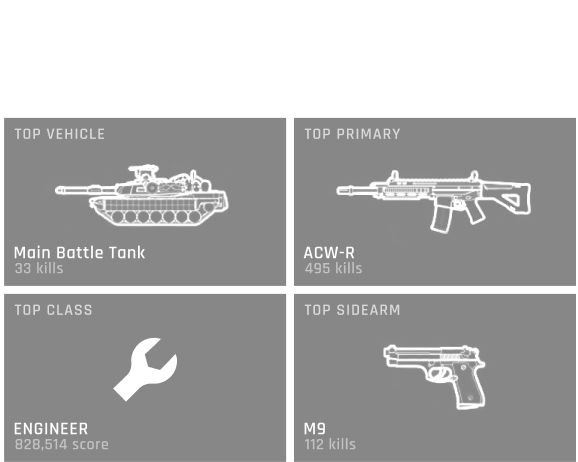 TOP VEHICLE
Main Battle Tank
33 kills
TOP PRIMARY
ACW-R
495 kills
TOP CLASS
ENGINEER
828,514 score
TOP SIDEARM
M9
112 kills